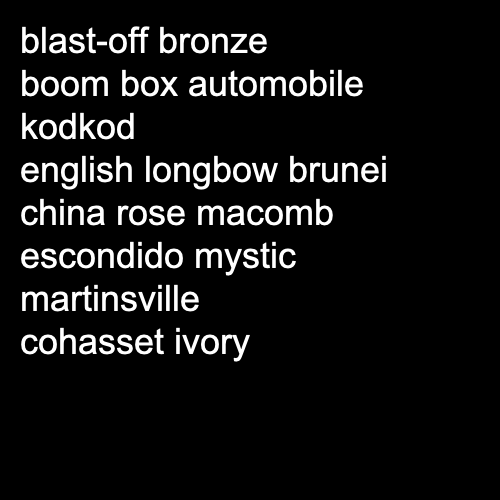 blast-off bronze
boom box automobile
kodkod
english longbow brunei
china rose macomb
escondido mystic
martinsville
cohasset ivory